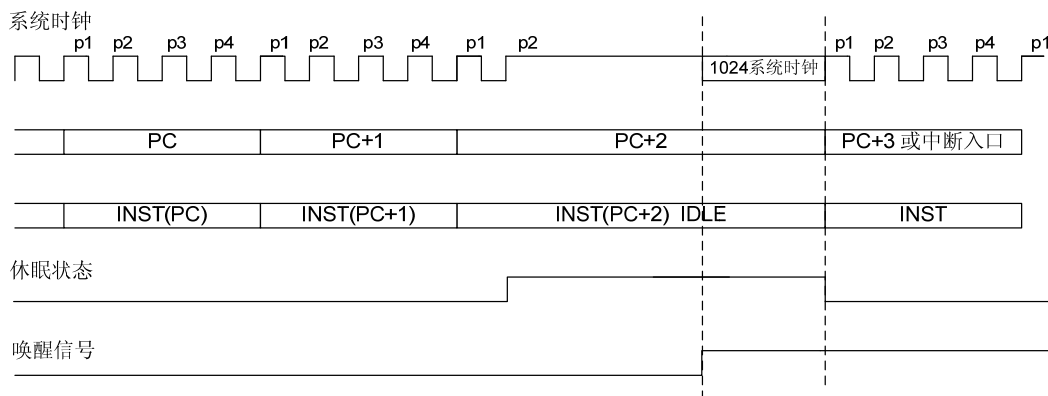 系统时钟
p1 p2 p3 p4 p1 p2 p3 p4 p1 p2 p1 p2 p3 p4 p1
1024系统时钟
PC PC+1 PC+2 PC+3 或中断入口
INST(PC) INST(PC+1) INST(PC+2) IDLE INST
休眠状态
唤醒信号